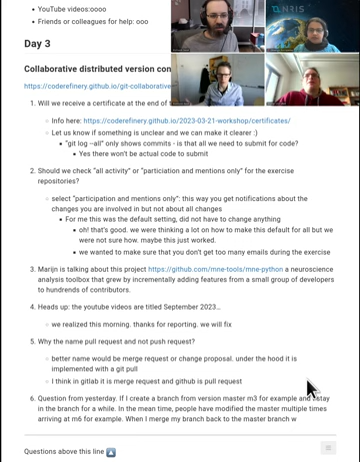 YouTube videos:oooo
Friends or colleagues for help: ooo
Day 3
Collaborative distributed version con
https://coderefinery.github.io/git-collaborative
1. Will we receive a certificate at the end of t
Info here: https://coderefinery.github.io/2023-03-21-workshop/certificates/
Let us know if something is unclear and we can make it clearer :)
"git log --all" only shows commits - is that all we need to submit for code?
Yes there won't be actual code to submit
2. Should we check "all activity" or "particiation and mentions only" for the exercise
repositories?
select "participation and mentions only": this way you get notifications about the
changes you are involved in but not about all changes
For me this was the default setting, did not have to change anything
oh! that's good. we were thinking a lot on how to make this default for all but we
were not sure how. maybe this just worked.
we wanted to make sure that you don't get too many emails during the exercise
3. Marijn is talking about this project https://github.com/mne-tools/mne-python a neuroscience
analysis toolbox that grew by incrementally adding features from a small group of developers
to hundreds of contributors.
4. Heads up: the youtube videos are titled September 2023...
we realized this morning. thanks for reporting. we will fix
5. Why the name pull request and not push request?
better name would be merge request or change proposal. under the hood it is
implemented with a git pull
I think in gitlab it is merge request and github is pull request
6. Question from yesterday. If I create a branch from version master m3 for example and stay
in the branch for a while. In the mean time, people have modified the master multiple times
arriving at m6 for example. When I merge my branch back to the master branch w
Questions above this line